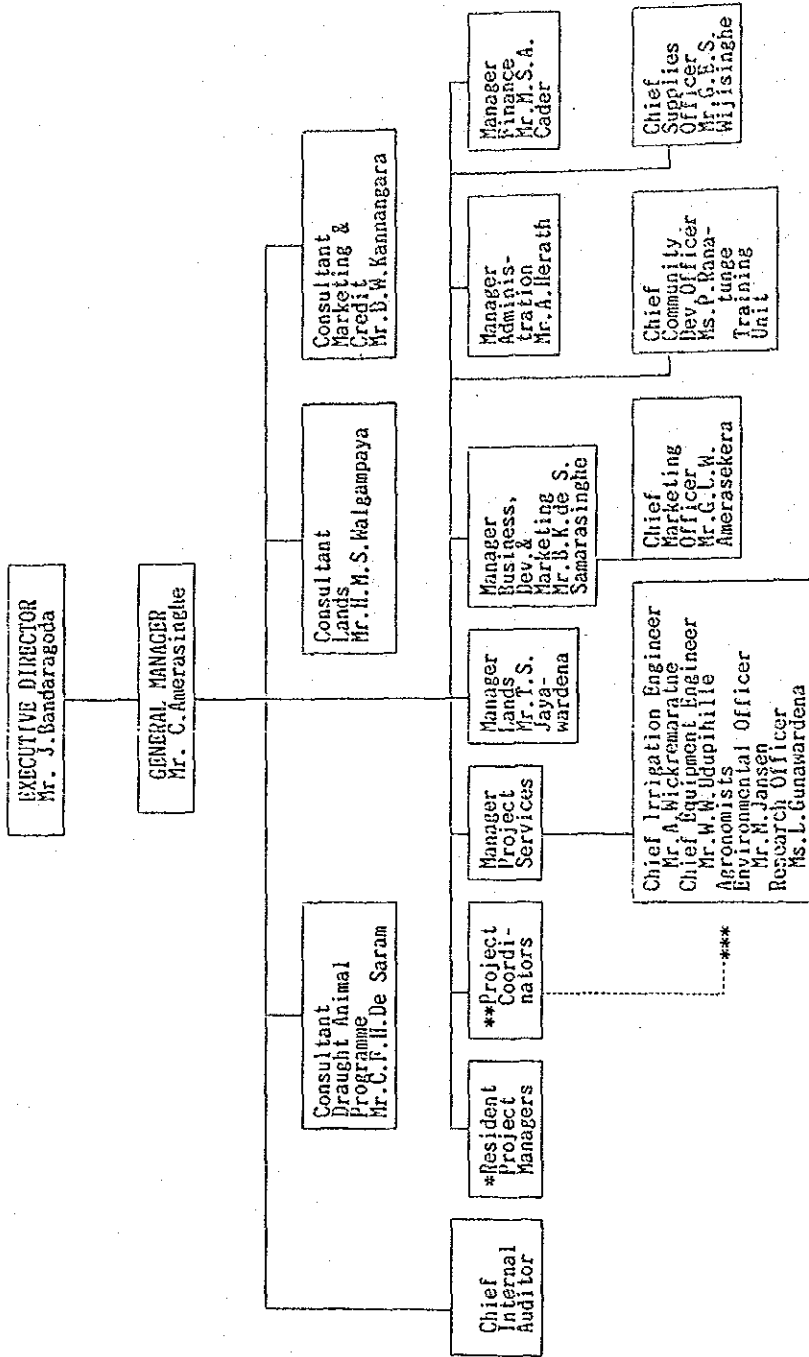 EXECUTIVE DIRECTOR
Mr. J.Bandaragoda
GENERAL MANAGER
Mr. C.Amerasinghe
Consultant
Draught Animal
Programme
Mr.C.F.H.De Saram
Consultant
Lands
Mr.H.M.S.Walgampaya
Consultant
Marketing &
Credit
Mr.D.W.Kannangara
Chief
Internal
Auditor
*Resident
Project
Managers
**Project
Coordi-
nators
Manager
Project
Services
Manager
Lands
Mr.T.S.
Jaya-
wardena
Manager
Business,
Dev.&
Marketing
Mr.B.K.de S.
Samarasinghe
Manager
Adminis-
tration
Mr.A.Herath
Manager
Finance
Mr.M.S.A.
Cader
***
Chief Irrigation Engineer
Mr.A.Wickremaratne
Chief Equipment Engineer
Mr.W.W.Udupihille
Agronomists
Environmental Officer
Mr.M.Jansen
Research Officer
Ms.L.Gunawardena
Chief
Marketing
Officer
Mr.G.L.W.
Amerasekera
Chief
Community
Dev Officer
Ms.P.Rana-
tunge
Training
Unit
Chief
Supplies
Officer
Mr.G.E.S.
Wijisinghe